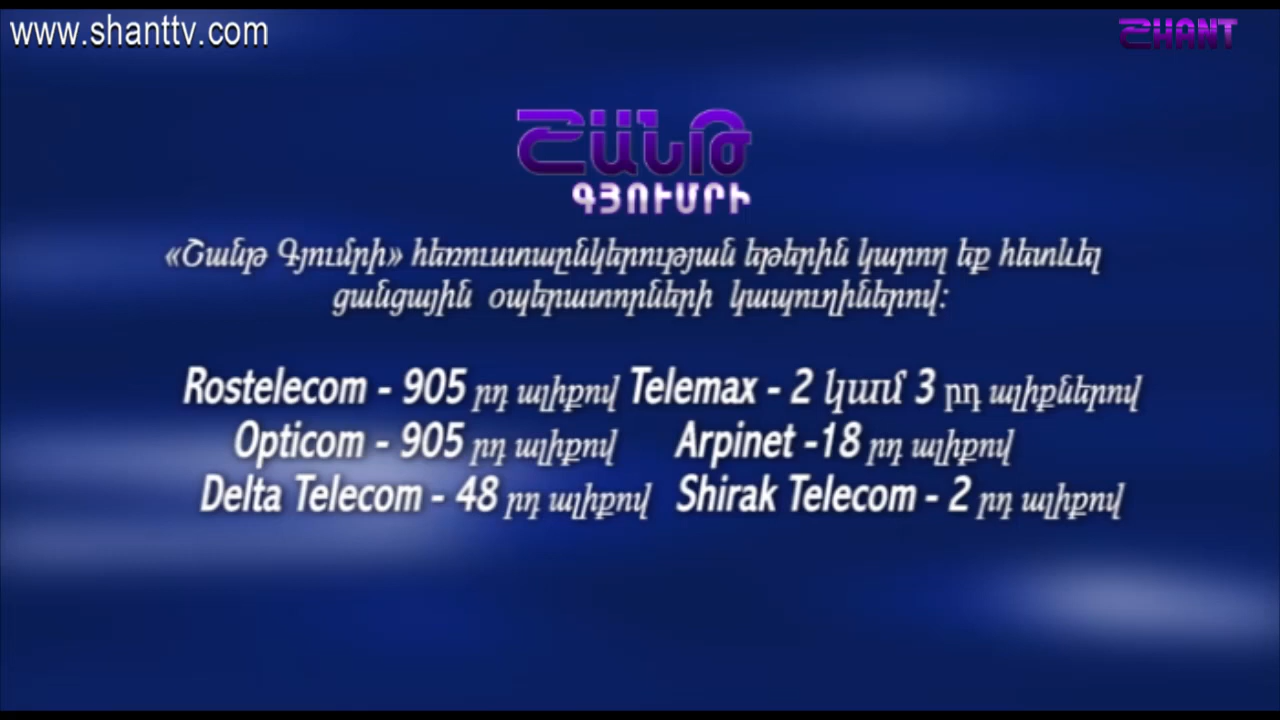 www.shanttv.com
SHANT
ՇԱՆԹ
ԳՅՈՒՄՐԻ
«Շանթ Գյումրի» հեռուստաընկերության եթերին կարող եք հետևել
ցանցային օպերատորների կապուղիներով:
Rostelecom - 905 րդ ալիքով Telemax - 2 կամ 3 րդ ալիքներով
Opticom - 905 րդ ալիքով Arpinet -18 րդ ալիքով
Delta Telecom - 48 րդ ալիքով Shirak Telecom - 2 րդ ալիքով